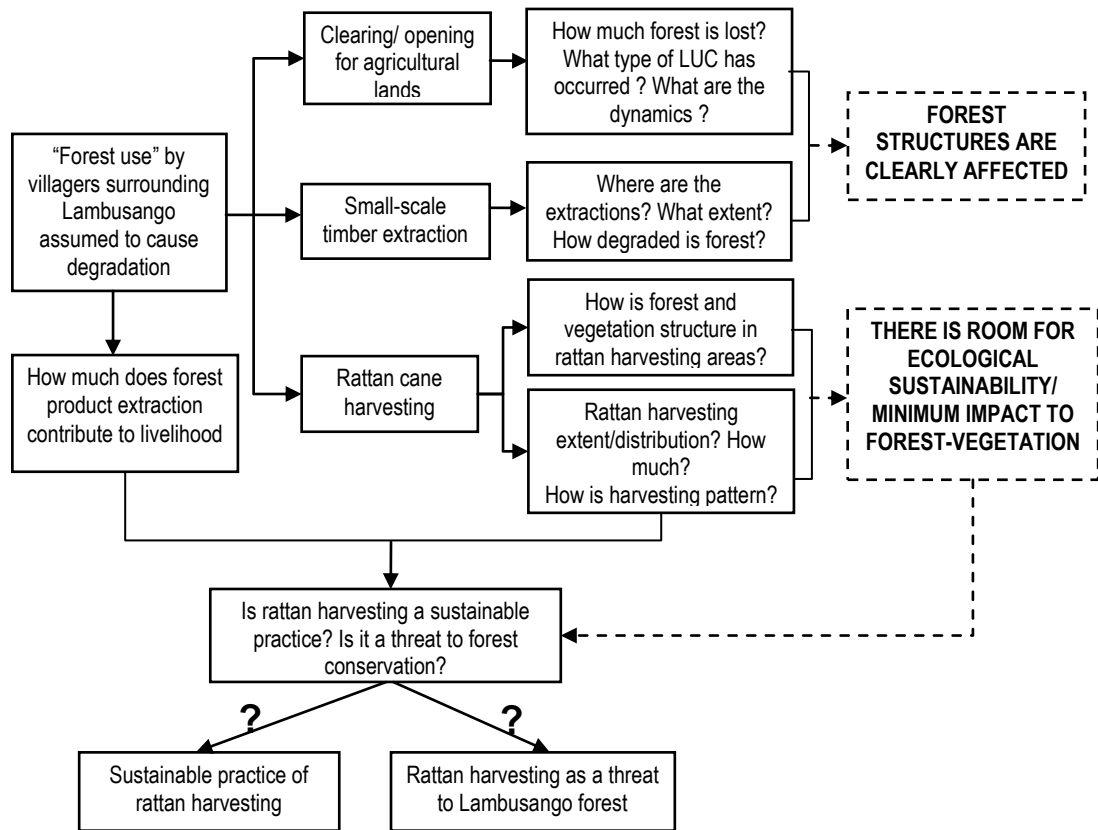 Clearing/ opening
for agricultural
lands
How much forest is lost?
What type of LUC has
occurred ? What are the
dynamics ?
FOREST
STRUCTURES ARE
CLEARLY AFFECTED
“Forest use” by
villagers surrounding
Lambusango
assumed to cause
degradation
Small-scale
timber extraction
Where are the
extractions? What extent?
How degraded is forest?
How is forest and
vegetation structure in
rattan harvesting areas?
THERE IS ROOM FOR
ECOLOGICAL
SUSTAINABILITY/
MINIMUM IMPACT TO
FOREST-VEGETATION
How much does forest
product extraction
contribute to livelihood
Rattan cane
harvesting
Rattan harvesting
extent/distribution? How
much?
How is harvesting pattern?
Is rattan harvesting a sustainable
practice? Is it a threat to forest
conservation?
?
?
Sustainable practice of
rattan harvesting
Rattan harvesting as a threat
to Lambusango forest